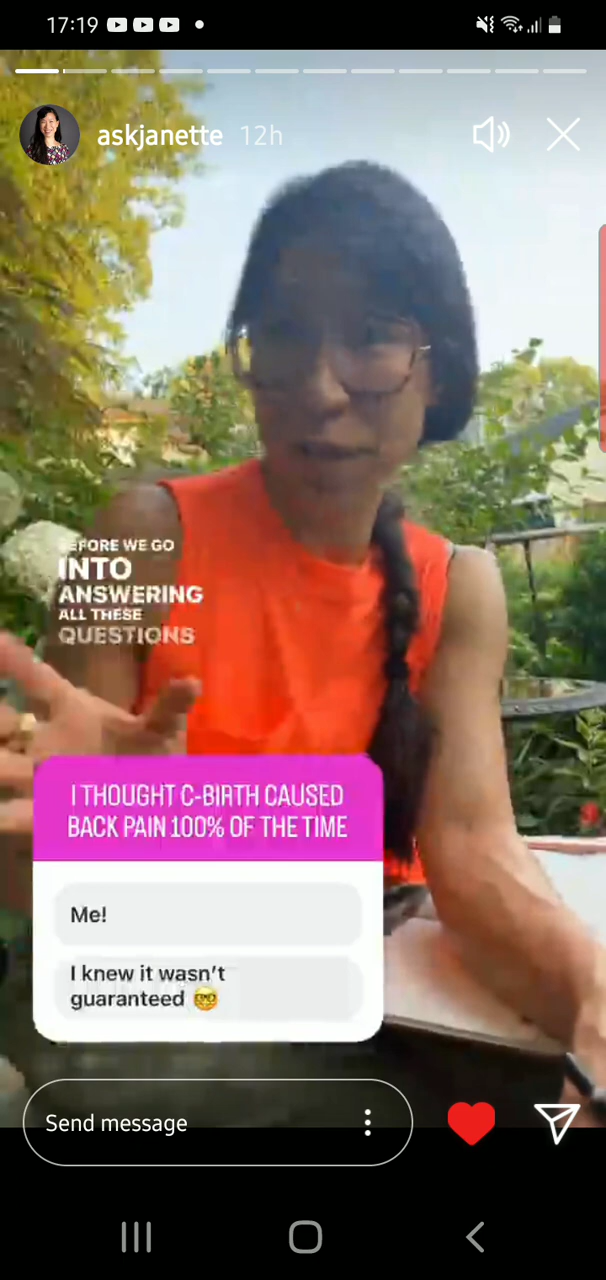 17:19
askjanette 12h
BEFORE WE GO
INTO
ANSWERING
ALL THESE
QUESTIONS
I THOUGHT C-BIRTH CAUSED
BACK PAIN 100% OF THE TIME
Me!
I knew it wasn't
guaranteed 🤓
Send message